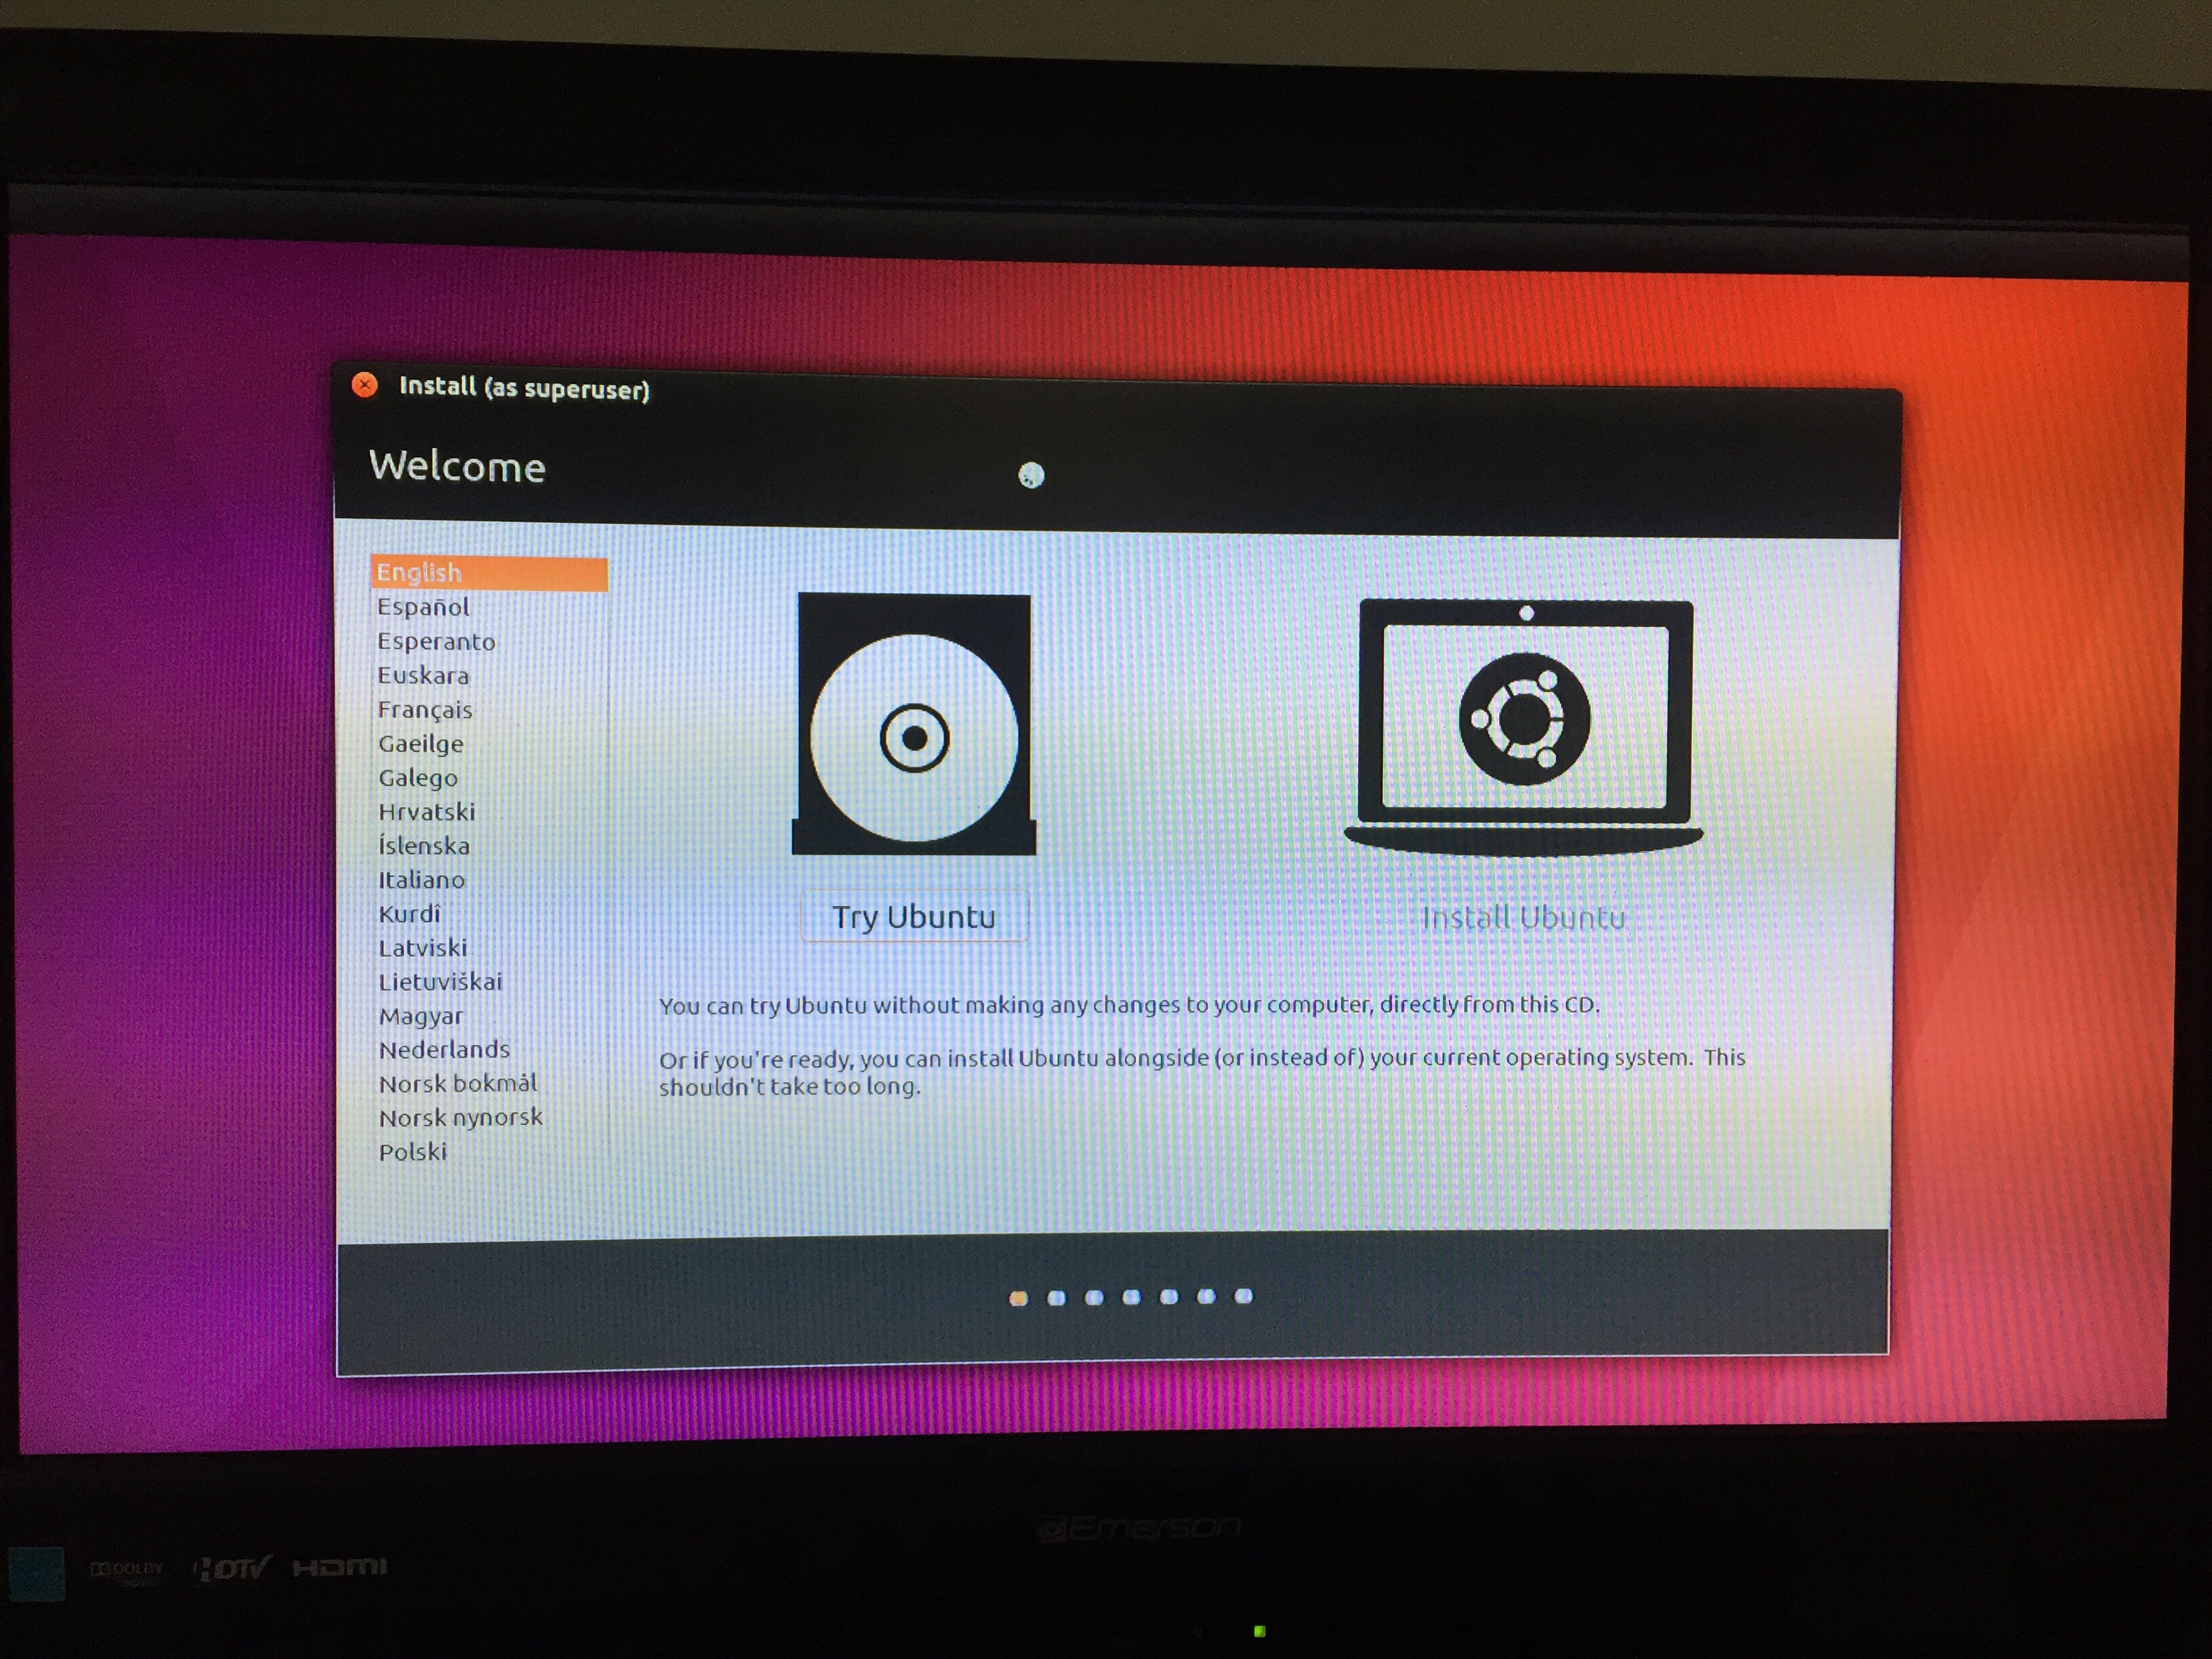 Install (as superuser)
Welcome
English
Español
Esperanto
Euskara
Français
Gaeilge
Galego
Hrvatski
Íslenska
Italiano
Kurdî
Latviski
Lietuviškai
Magyar
Nederlands
Norsk bokmål
Norsk nynorsk
Polski
Try Ubuntu
Install Ubuntu
You can try Ubuntu without making any changes to your computer, directly from this CD.
Or if you're ready, you can install Ubuntu alongside (or instead of) your current operating system. This
shouldn't take too long.
Emerson
DOLBY
DIGITAL
HDTV
HDMI